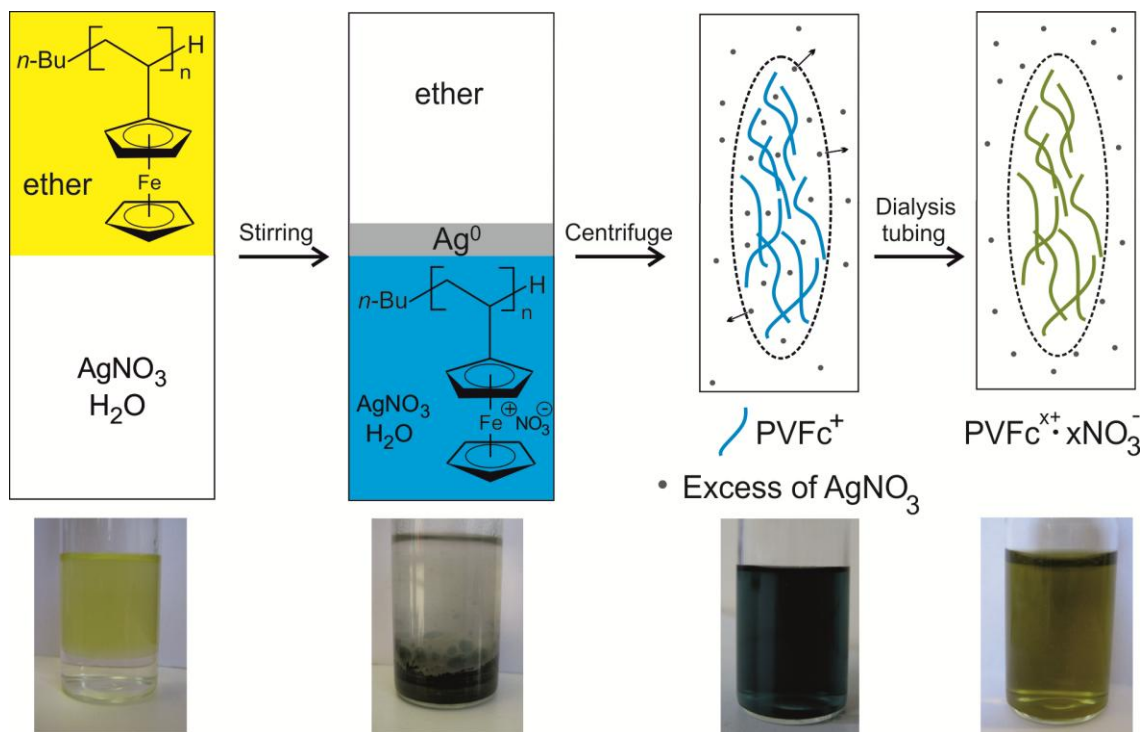 n-Bu
H
n
ether
Fe
AgNO₃
H₂O
Stirring
ether
Ag⁰
n-Bu
H
n
AgNO₃
H₂O
Fe ⊕ NO₃⊖
Centrifuge
PVFc⁺
• Excess of AgNO₃
Dialysis
tubing
PVFcˣ⁺· xNO₃⁻